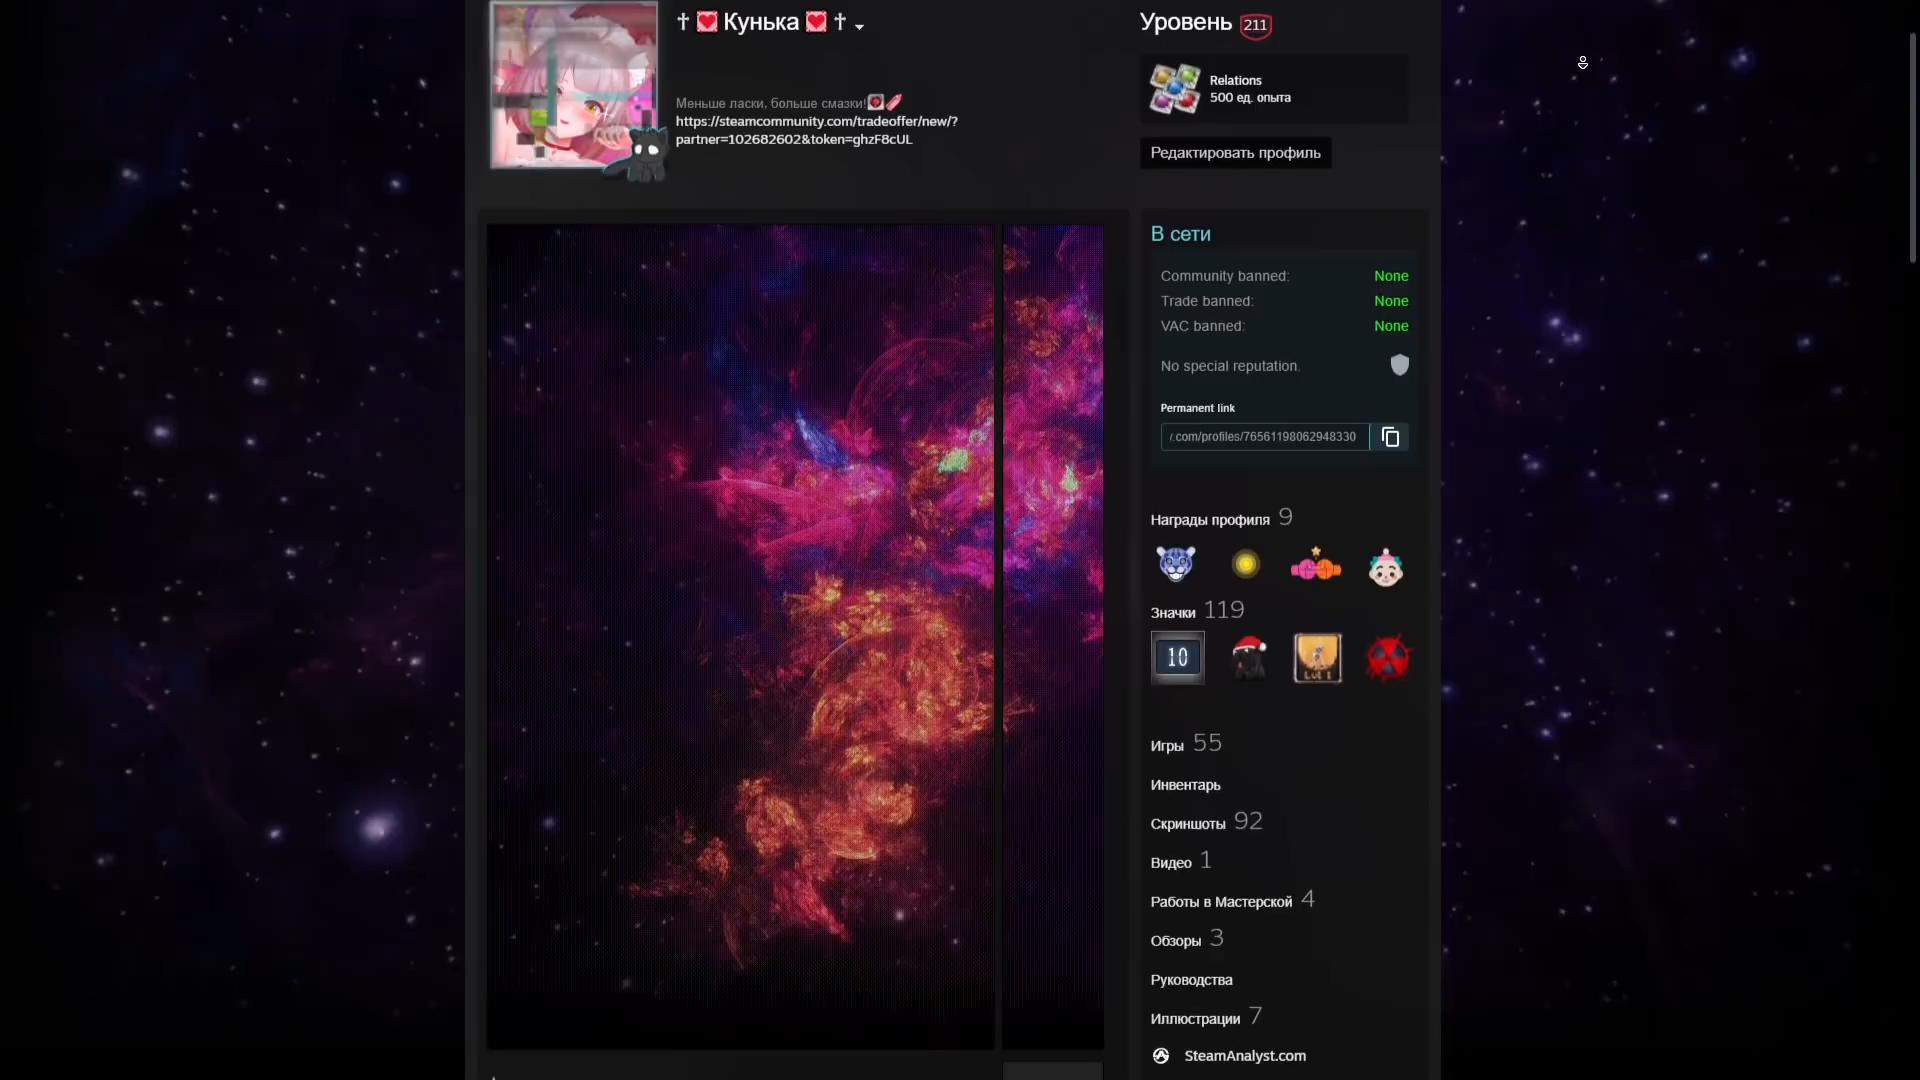 † Кунька †
Меньше ласки, больше смазки!
https://steamcommunity.com/tradeoffer/new/?
partner=102682602&token=ghzF8cUL
Уровень 211
Relations
500 ед. опыта
Редактировать профиль
В сети
Community banned: None
Trade banned: None
VAC banned: None
No special reputation.
Permanent link
.com/profiles/76561198062948330
Награды профиля 9
Значки 119
10
LVL 1
Игры 55
Инвентарь
Скриншоты 92
Видео 1
Работы в Мастерской 4
Обзоры 3
Руководства
Иллюстрации 7
SteamAnalyst.com